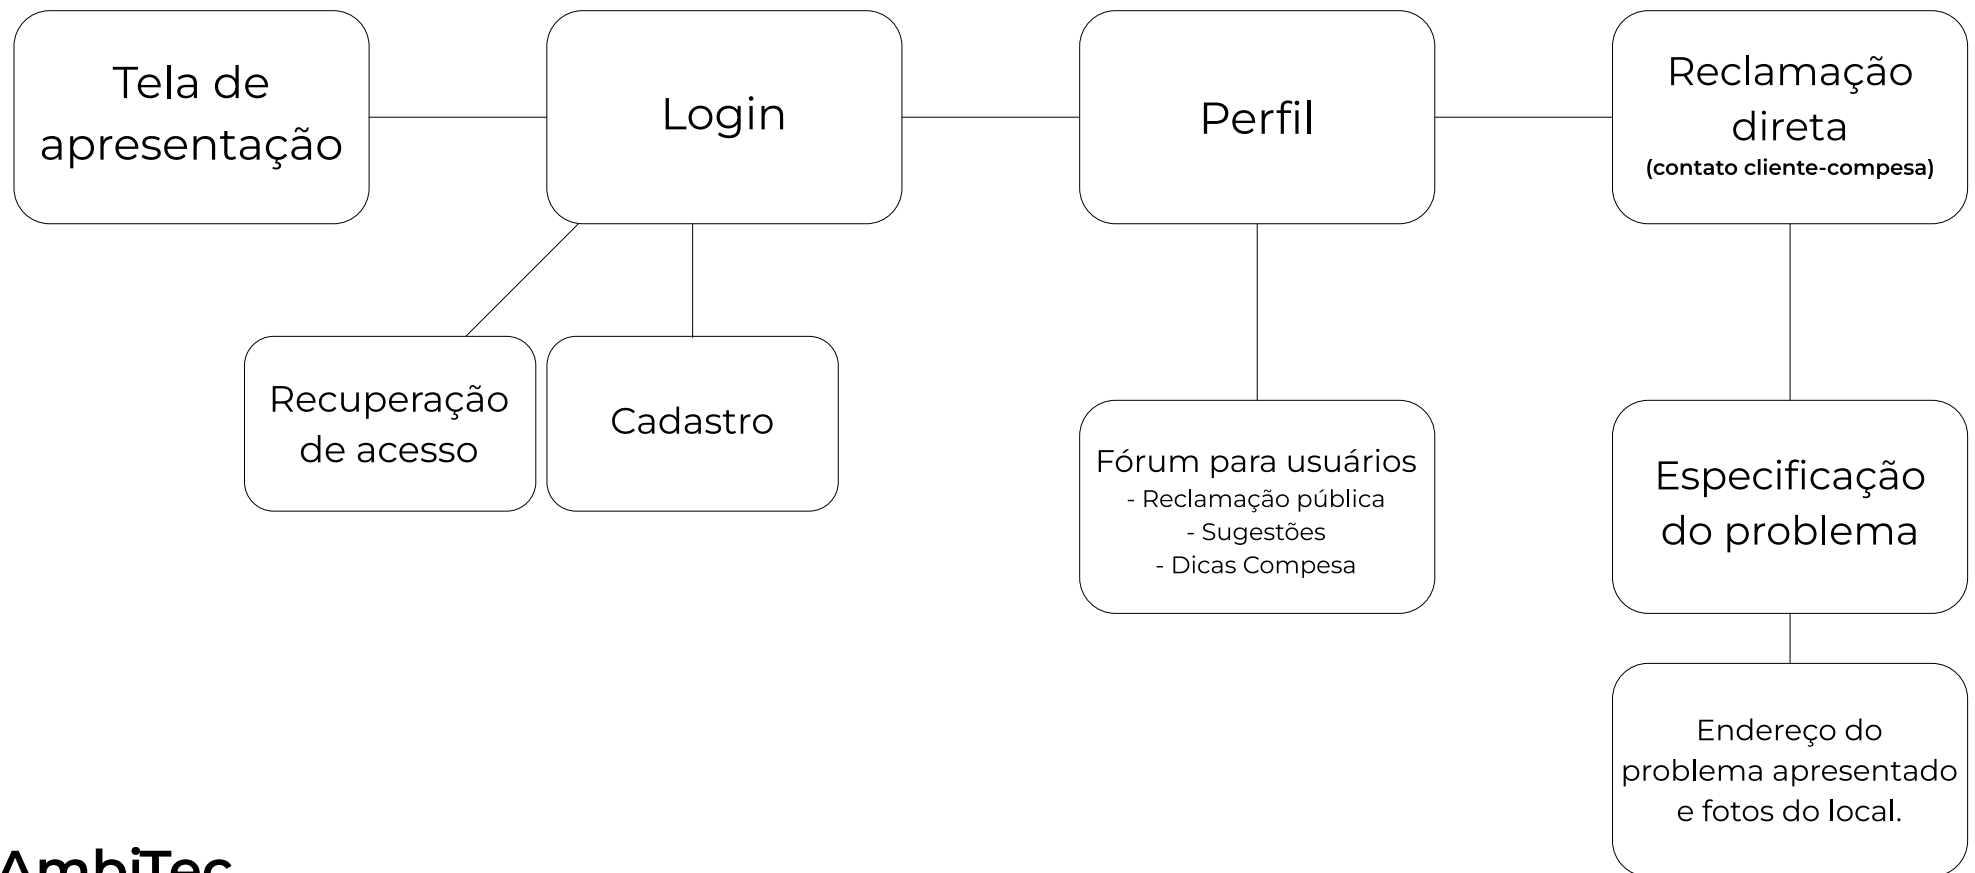 Tela de
apresentação
Login
Perfil
Reclamação
direta
(contato cliente-compesa)
Recuperação
de acesso
Cadastro
Fórum para usuários
- Reclamação pública
- Sugestões
- Dicas Compesa
Especificação
do problema
Endereço do
problema apresentado
e fotos do local.
AmbiTec